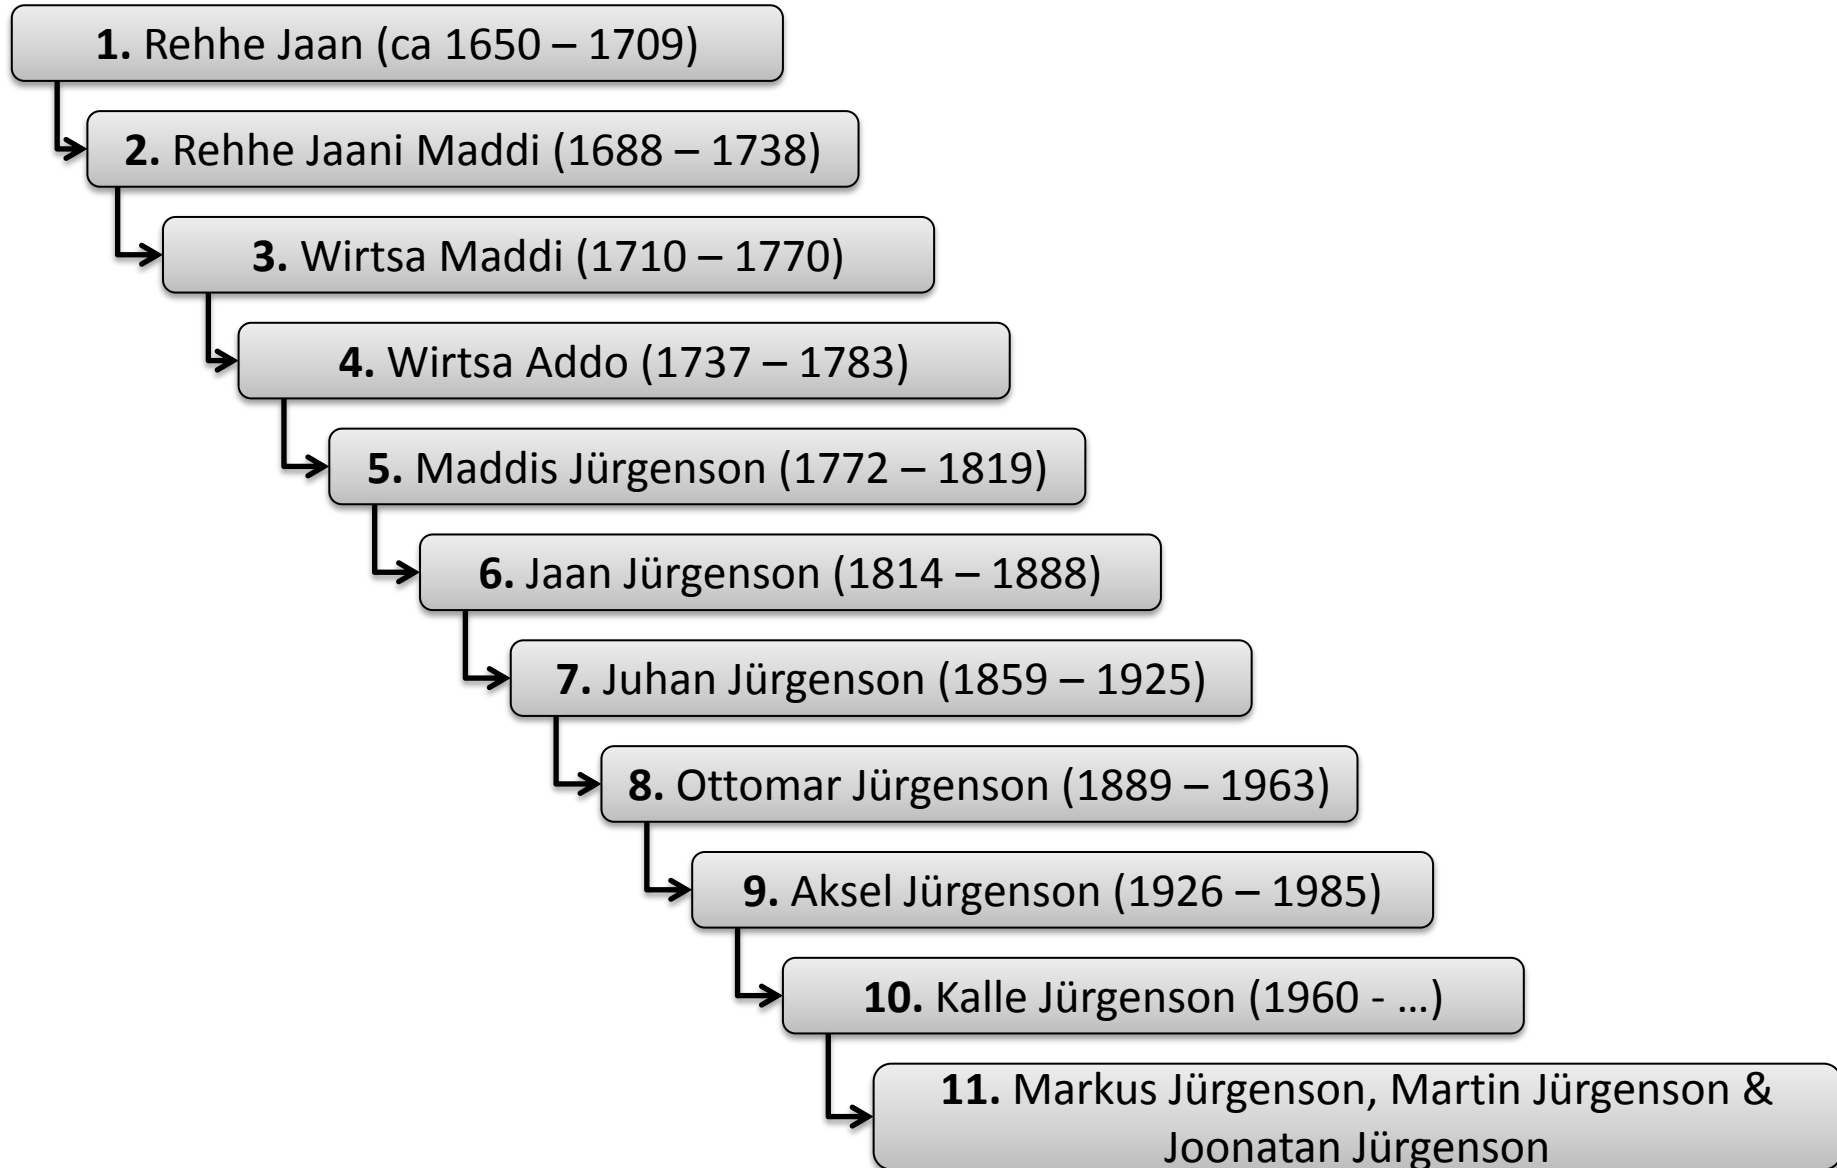 1. Rehhe Jaan (ca 1650 – 1709)
2. Rehhe Jaani Maddi (1688 – 1738)
3. Wirtsa Maddi (1710 – 1770)
4. Wirtsa Addo (1737 – 1783)
5. Maddis Jürgenson (1772 – 1819)
6. Jaan Jürgenson (1814 – 1888)
7. Juhan Jürgenson (1859 – 1925)
8. Ottomar Jürgenson (1889 – 1963)
9. Aksel Jürgenson (1926 – 1985)
10. Kalle Jürgenson (1960 - …)
11. Markus Jürgenson, Martin Jürgenson &
Joonatan Jürgenson